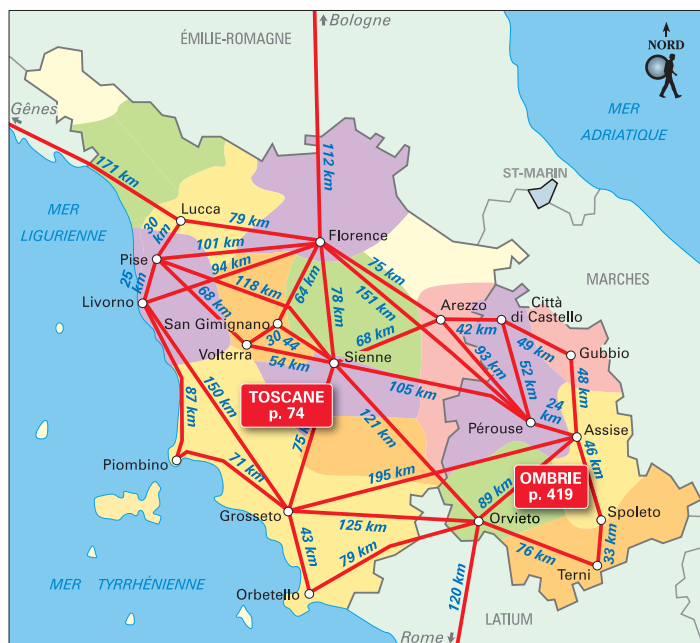 Bologne
ÉMILIE-ROMAGNE
NORD
Gênes
MER
ADRIATIQUE
171 km
112 km
ST-MARIN
Lucca
MER
LIGURIENNE
30
km
79 km
Florence
101 km
MARCHES
Pise
94 km
75 km
25
km
118 km
64 km
151 km
Livorno
68 km
78 km
Arezzo
Città
di Castello
San Gimignano
68 km
42 km
49 km
30
44
Volterra
Sienne
93 km
Gubbio
54 km
52 km
48 km
87 km
150 km
TOSCANE
p. 74
105 km
24
km
121 km
Pérouse
Assise
75 km
46 km
Piombino
71 km
195 km
OMBRIE
p. 419
89 km
Grosseto
125 km
Orvieto
Spoleto
43 km
79 km
76 km
33 km
Terni
MER TYRRHÉNIENNE
Orbetello
120 km
LATIUM
Rome